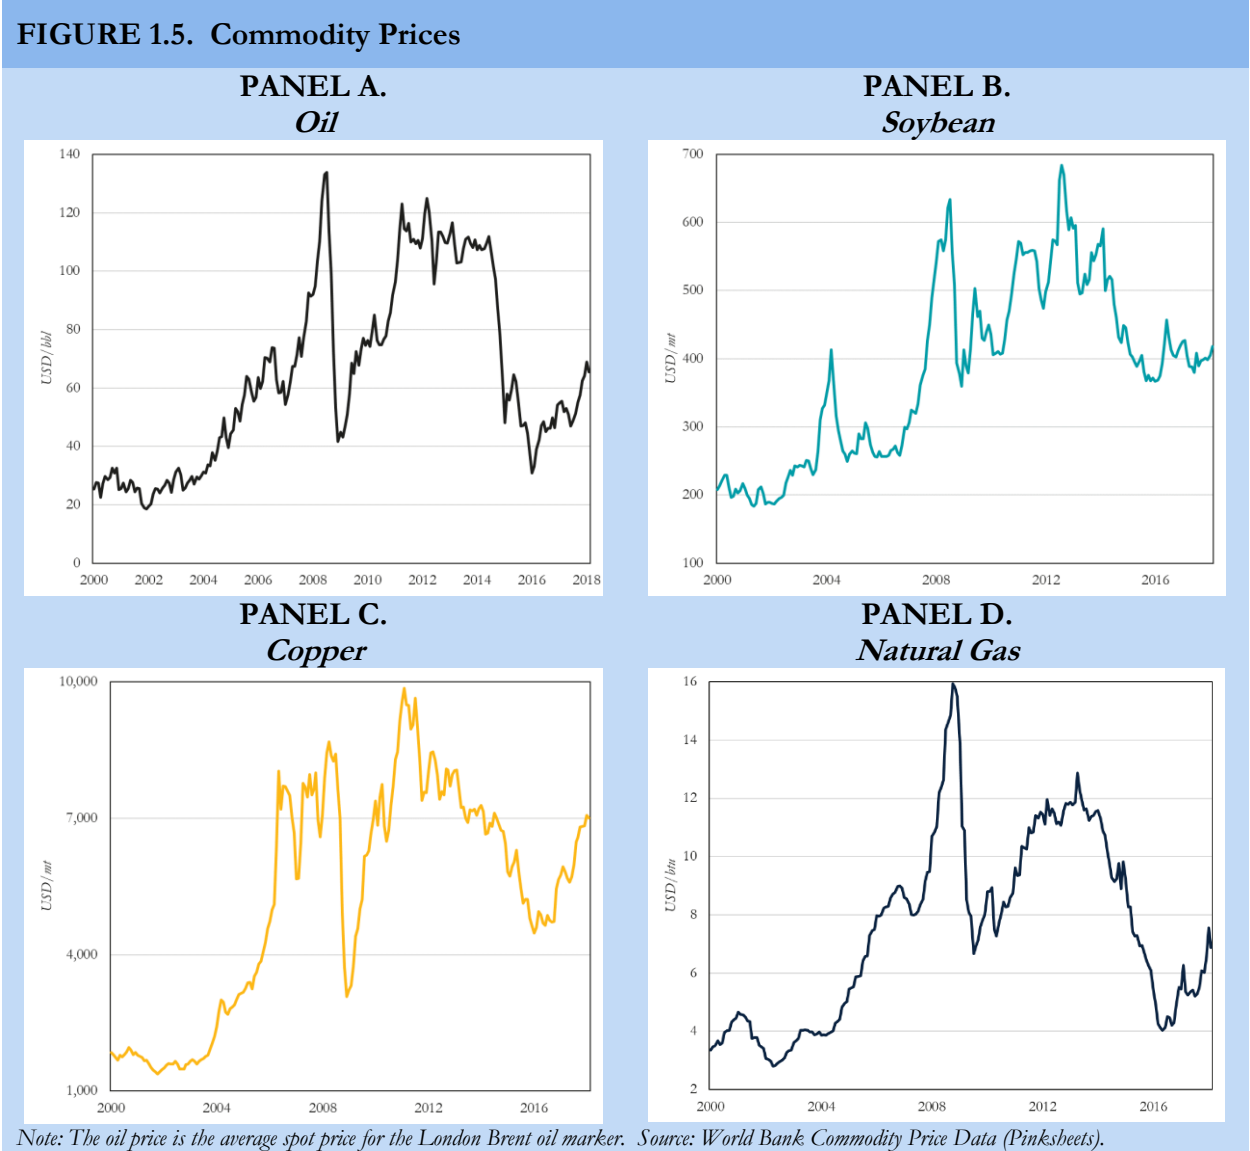 FIGURE 1.5. Commodity Prices
PANEL A.
Oil
140
120
100
80
60
40
20
0
USD/bbl
2000 2002 2004 2006 2008 2010 2012 2014 2016 2018
PANEL B.
Soybean
700
600
500
400
300
200
100
USD/mt
2000 2004 2008 2012 2016
PANEL C.
Copper
10,000
7,000
4,000
1,000
USD/mt
2000 2004 2008 2012 2016
PANEL D.
Natural Gas
16
14
12
10
8
6
4
2
USD/btn
2000 2004 2008 2012 2016
Note: The oil price is the average spot price for the London Brent oil marker. Source: World Bank Commodity Price Data (Pinksheets).